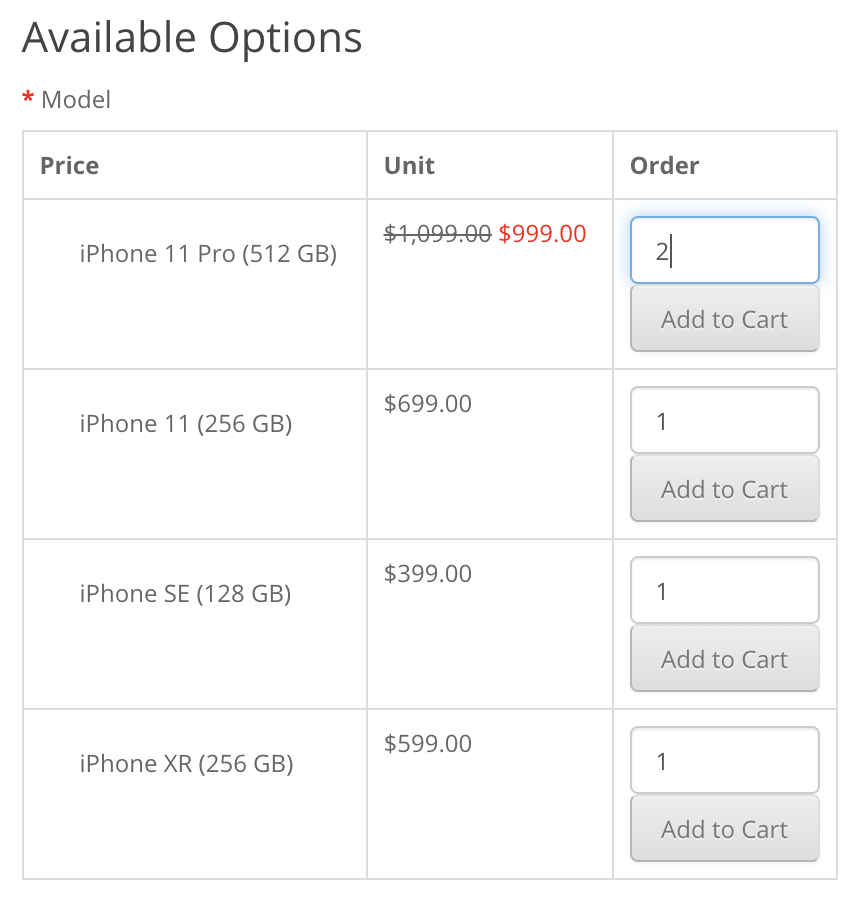 Available Options
* Model
Price Unit Order
iPhone 11 Pro (512 GB) $1,099.00 $999.00 2
Add to Cart
iPhone 11 (256 GB) $699.00 1
Add to Cart
iPhone SE (128 GB) $399.00 1
Add to Cart
iPhone XR (256 GB) $599.00 1
Add to Cart